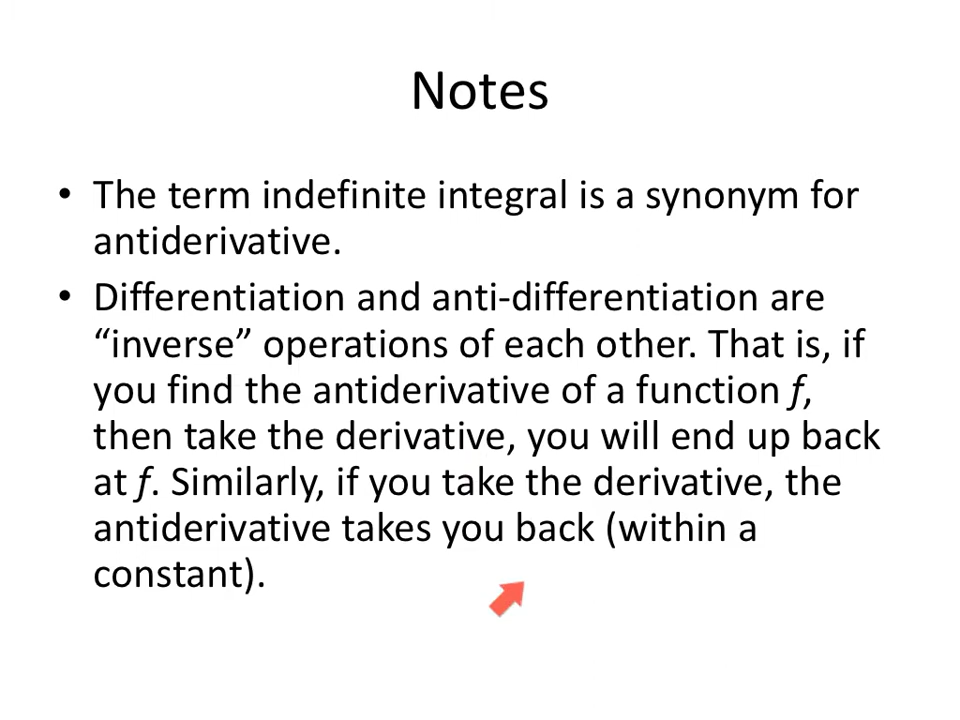 Notes
• The term indefinite integral is a synonym for
antiderivative.
• Differentiation and anti-differentiation are
“inverse” operations of each other. That is, if
you find the antiderivative of a function f,
then take the derivative, you will end up back
at f. Similarly, if you take the derivative, the
antiderivative takes you back (within a
constant).